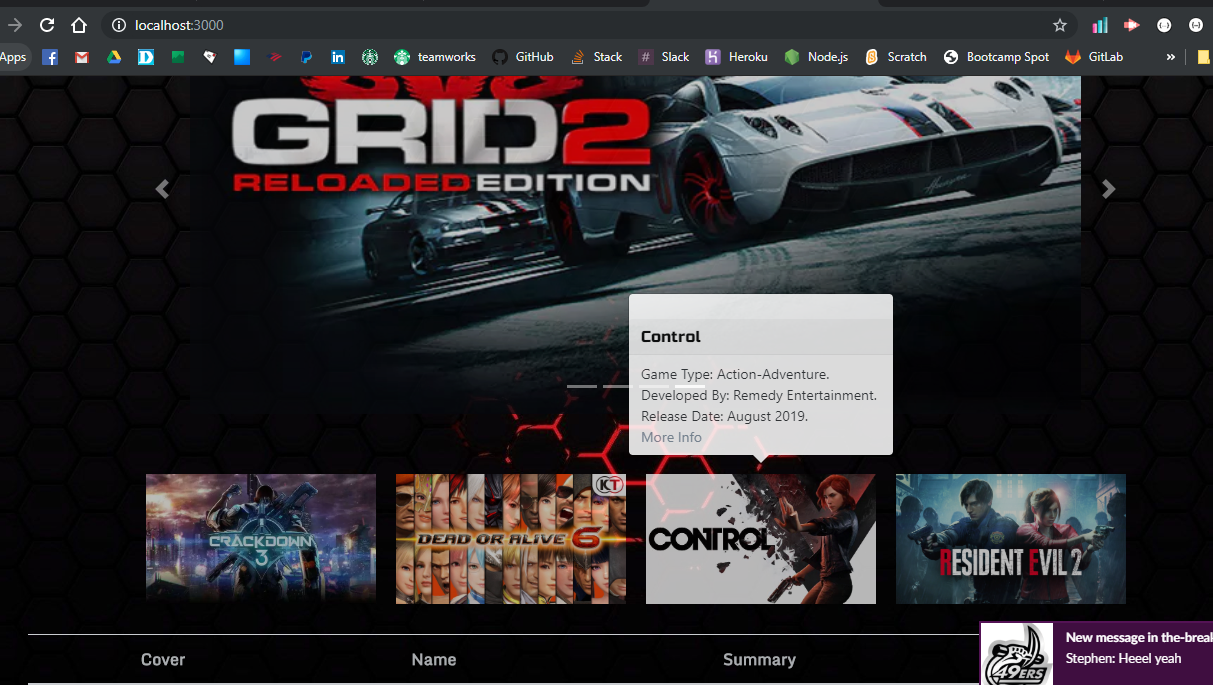 localhost:3000
Apps
teamworks
GitHub
Stack
Slack
Heroku
Node.js
Scratch
Bootcamp Spot
GitLab
»
GRID2
RELOADED EDITION
Control
Game Type: Action-Adventure.
Developed By: Remedy Entertainment.
Release Date: August 2019.
More Info
CRACKDOWN
3
KT
DEAD OR ALIVE 6
CONTROL
RESIDENT EVIL 2
Cover
Name
Summary
New message in the-breal
Stephen: Heeel yeah
49ERS